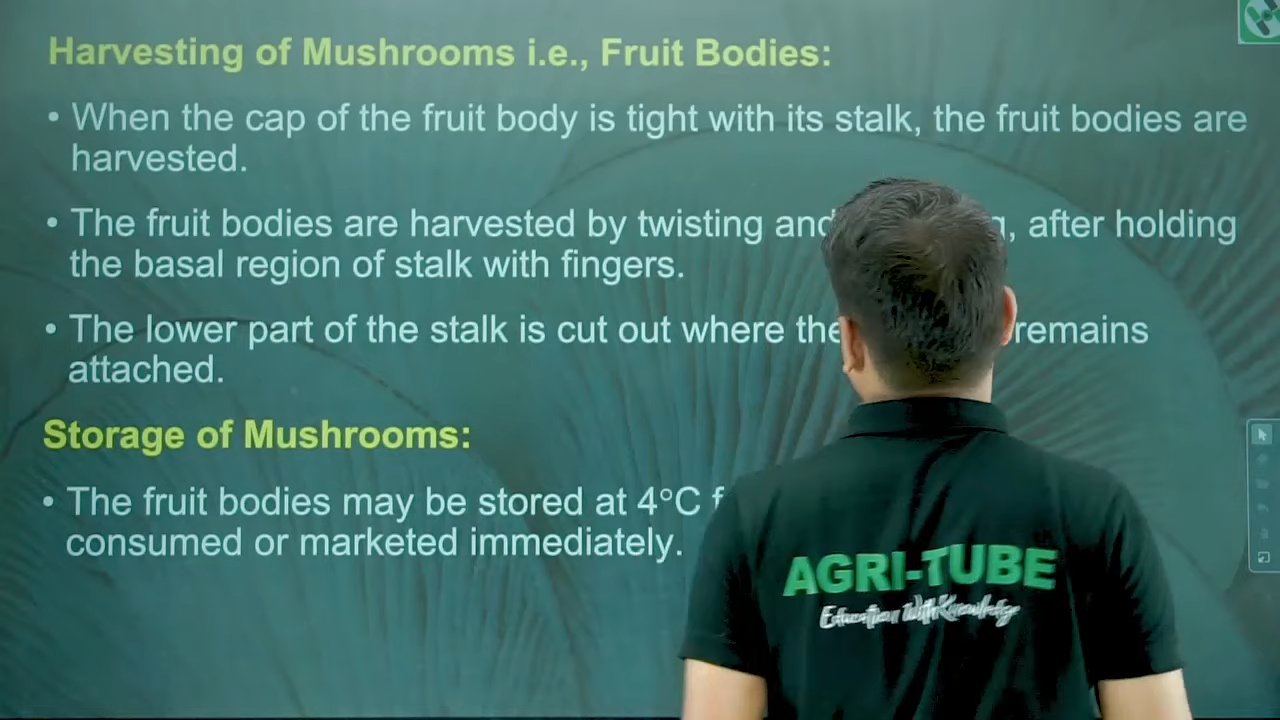 Harvesting of Mushrooms i.e., Fruit Bodies:
• When the cap of the fruit body is tight with its stalk, the fruit bodies are
harvested.
• The fruit bodies are harvested by twisting and , after holding
the basal region of stalk with fingers.
• The lower part of the stalk is cut out where the remains
attached.
Storage of Mushrooms:
• The fruit bodies may be stored at 4°C
consumed or marketed immediately.
AGRI-TUBE
Education With Knowledge